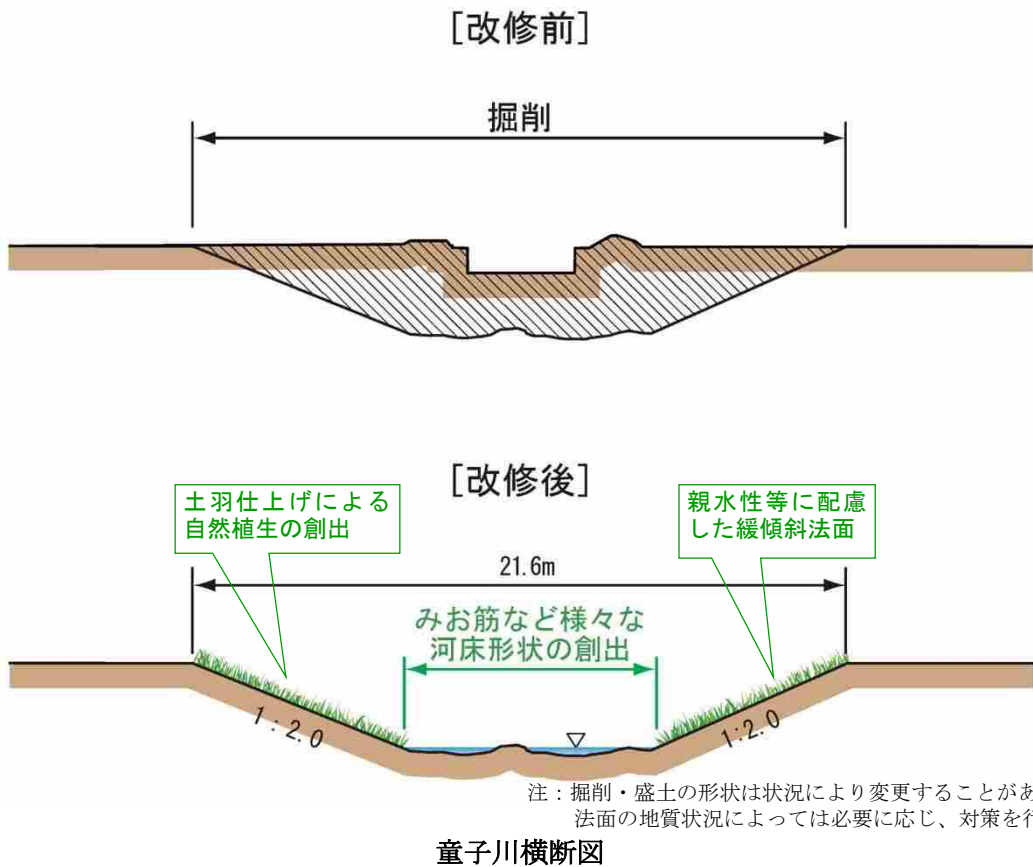 [改修前]
掘削
[改修後]
土羽仕上げによる
自然植生の創出
親水性等に配慮
した緩傾斜法面
21.6m
みお筋など様々な
河床形状の創出
1:2.0
1:2.0
注：掘削・盛土の形状は状況により変更することがあ
法面の地質状況によっては必要に応じ、対策を行
童子川横断図